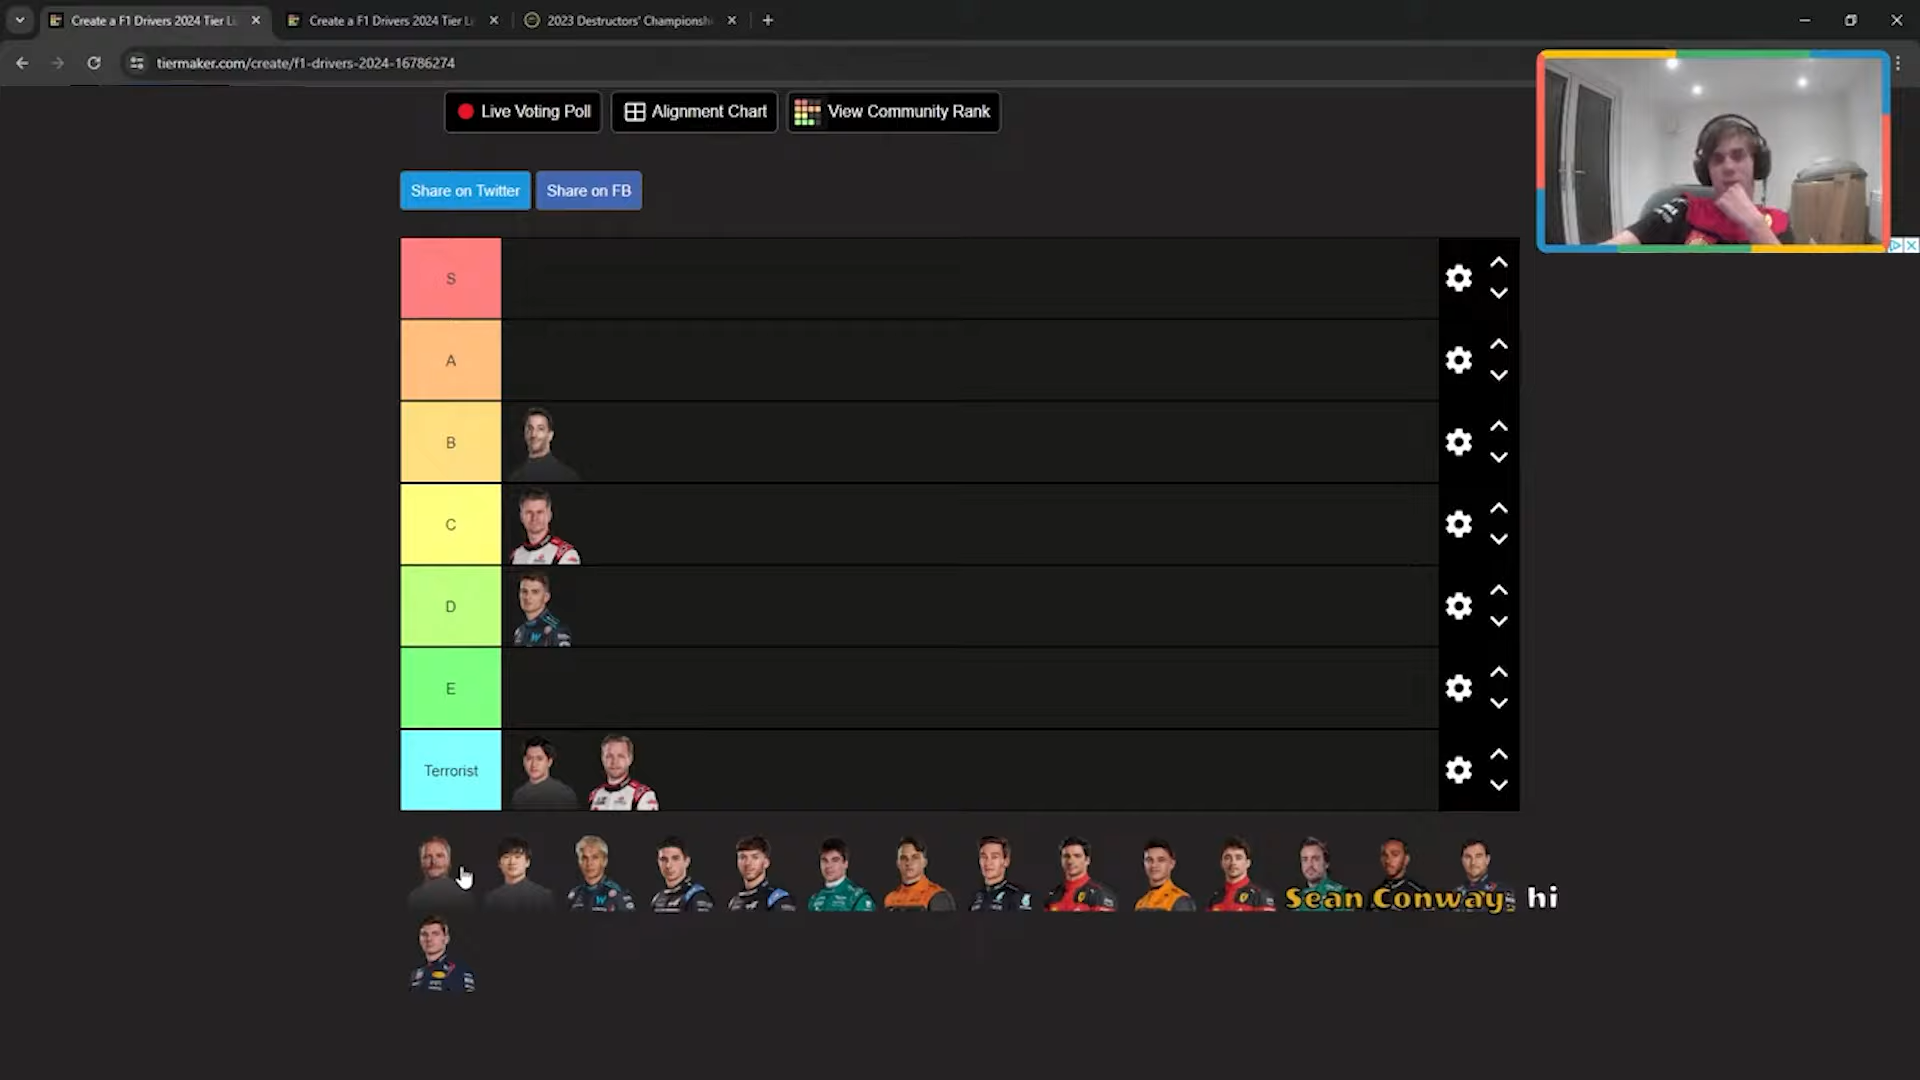 Create a F1 Drivers 2024 Tier Li
Create a F1 Drivers 2024 Tier Li
2023 Destructors' Championsh
tiermaker.com/create/f1-drivers-2024-16786274
Live Voting Poll
Alignment Chart
View Community Rank
Share on Twitter
Share on FB
S
A
B
C
D
E
Terrorist
Sean Conway: hi